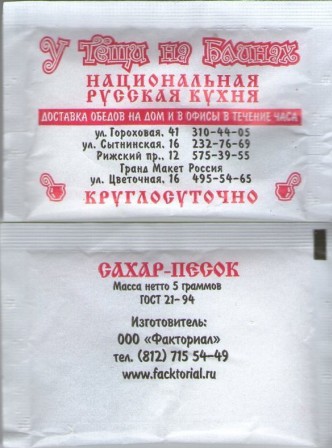 У Тёщи на Блинах
НАЦИОНАЛЬНАЯ
РУССКАЯ КУХНЯ
ДОСТАВКА ОБЕДОВ НА ДОМ И В ОФИСЫ В ТЕЧЕНИЕ ЧАСА
ул. Гороховая, 41 310-44-05
ул. Сытнинская, 16 232-76-69
Рижский пр., 12 575-39-55
Гранд Макет Россия
ул. Цветочная, 16 495-54-65
КРУГЛОСУТОЧНО
САХАР-ПЕСОК
Масса нетто 5 граммов
ГОСТ 21-94
Изготовитель:
ООО «Факториал»
тел. (812) 715 54-49
www.facktorial.ru